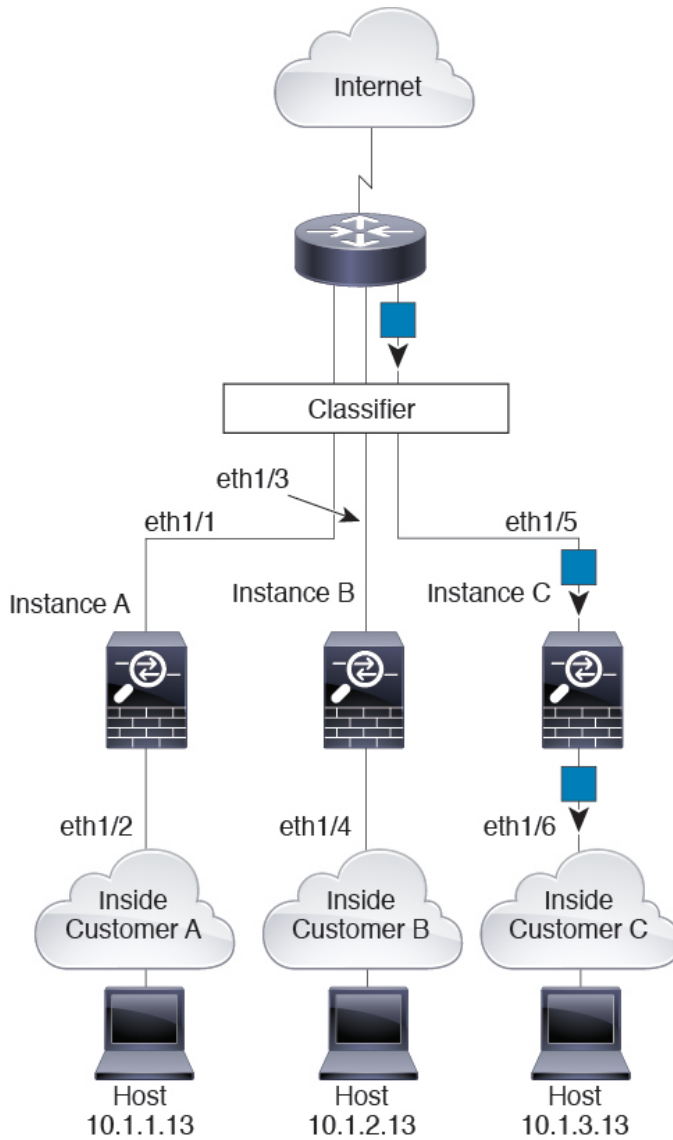 Internet
Classifier
eth1/3
eth1/1
eth1/5
Instance A
Instance B
Instance C
eth1/2
eth1/4
eth1/6
Inside
Customer A
Inside
Customer B
Inside
Customer C
Host
10.1.1.13
Host
10.1.2.13
Host
10.1.3.13